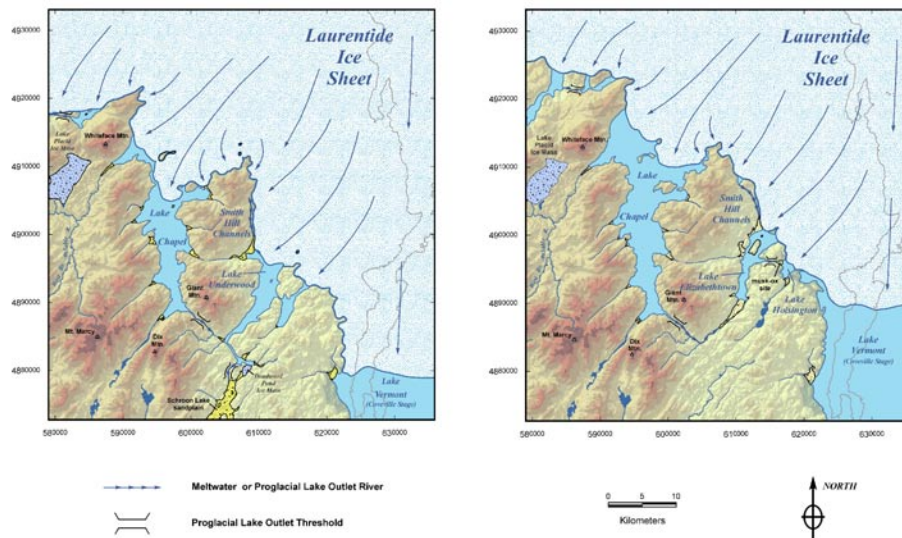 Laurentide
Ice
Sheet
4930000
4920000
4910000
4900000
4890000
4880000
Lake
Placid
Ice Mass
Whiteface Mtn.
Lake
Chapel
Smith
Hill
Channels
Lake
Underwood
Giant
Mtn.
Mt. Marcy
Dix
Mtn.
Pond
Ice Mass
Schroon Lake
sandplain
Lake
Vermont
(Coveville Stage)
580000 590000 600000 610000 620000 630000
Laurentide
Ice
Sheet
4930000
4920000
4910000
4900000
4890000
4880000
Lake
Placid
Ice Mass
Whiteface Mtn.
Lake
Chapel
Smith
Hill
Channels
Lake
Elizabethtown
musk-ox
site
Giant
Mtn.
Lake
Hoisington
Mt. Marcy
Dix
Mtn.
Lake
Vermont
(Coveville Stage)
580000 590000 600000 610000 620000 630000
Meltwater or Proglacial Lake Outlet River
Proglacial Lake Outlet Threshold
0 5 10
Kilometers
NORTH